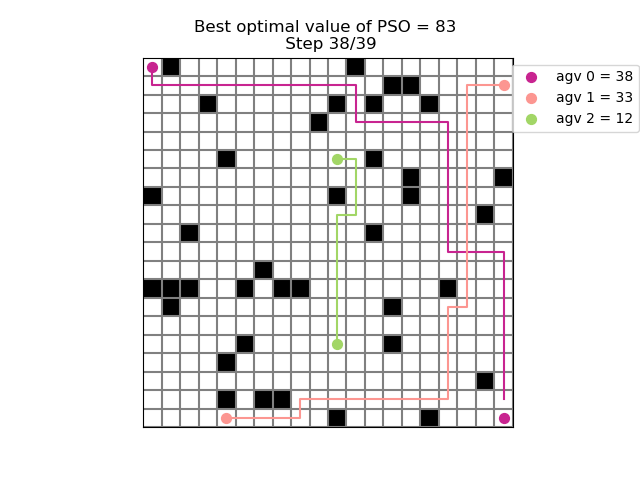 Best optimal value of PSO = 83
Step 38/39
agv 0 = 38
agv 1 = 33
agv 2 = 12